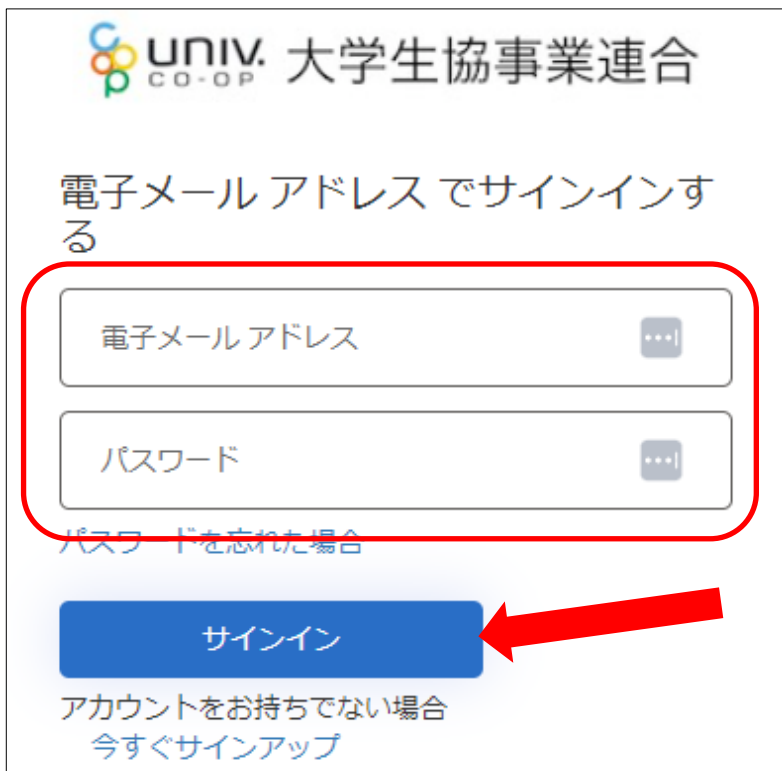 univ. 大学生協事業連合
CO-OP
電子メール アドレス でサインインす
る
電子メール アドレス
パスワード
パスワードを忘れた場合
サインイン
アカウントをお持ちでない場合
今すぐサインアップ